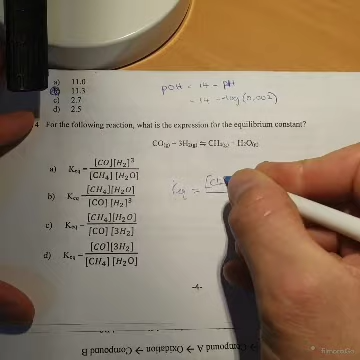 a) 11.0
b) 11.3
c) 2.7
d) 2.5
pOH = 14 - pH
= 14 - -log(0.002)
4 For the following reaction, what is the expression for the equilibrium constant?
CO(g) + 3H₂(g) ⇋ CH₄(g) + H₂O(g)
a) Keq = [CO][H₂]³ / [CH₄][H₂O]
b) Keq = [CH₄][H₂O] / [CO][H₂]³
c) Keq = [CH₄][H₂O] / [CO][3H₂]
d) Keq = [CO][3H₂] / [CH₄][H₂O]
Keq = [CH
-4-
A Compound → Oxidation → Compound B